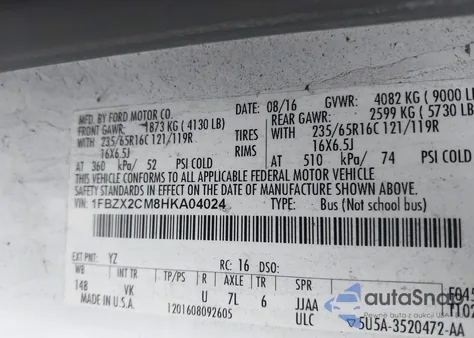 MFD. BY FORD MOTOR CO.
DATE: 08/16 GVWR: 4082 KG ( 9000 L
FRONT GAWR: 1873 KG ( 4130 LB)
REAR GAWR: 2599 KG ( 5730 LB)
WITH 235/65R16C 121/119R TIRES WITH 235/65R16C 121/119R
16X6.5J RIMS 16X6.5J
AT 360 kPa/ 52 PSI COLD AT 510 kPa/ 74 PSI COLD
THIS VEHICLE CONFORMS TO ALL APPLICABLE FEDERAL MOTOR VEHICLE
SAFETY STANDARDS IN EFFECT ON THE DATE OF MANUFACTURE SHOWN ABOVE.
VIN: 1FBZX2CM8HKA04024 TYPE: Bus (Not school bus)
EXT PNT: YZ RC: 16 DSO:
WB INT TR TP/PS R AXLE TR SPR
148 VK U 7L 6 JJAA
MADE IN U.S.A. 1201608092605 ULC
5U5A-3520472-AA
AutoSna